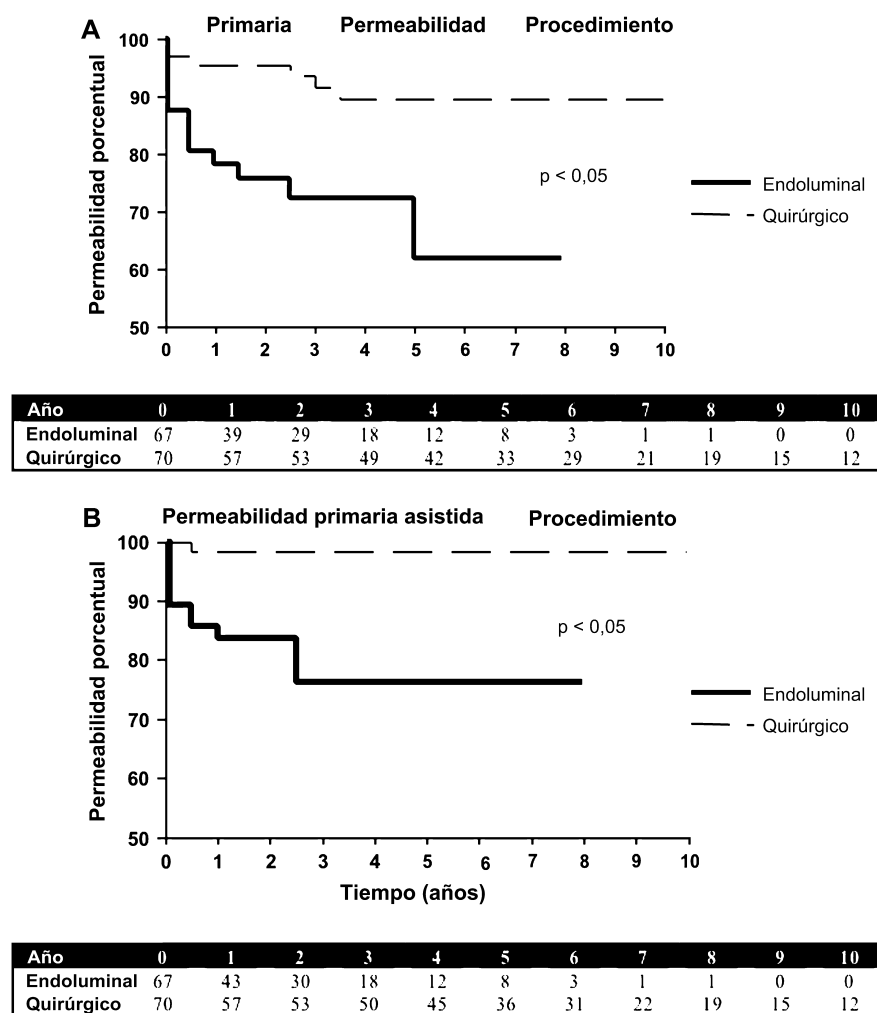 A Primaria Permeabilidad Procedimiento
Permeabilidad porcentual
100
90
80
70
60
50
0 1 2 3 4 5 6 7 8 9 10
p < 0,05
Endoluminal
Quirúrgico
Año 0 1 2 3 4 5 6 7 8 9 10
Endoluminal 67 39 29 18 12 8 3 1 1 0 0
Quirúrgico 70 57 53 49 42 33 29 21 19 15 12
B Permeabilidad primaria asistida Procedimiento
Permeabilidad porcentual
100
90
80
70
60
50
0 1 2 3 4 5 6 7 8 9 10
Tiempo (años)
p < 0,05
Endoluminal
Quirúrgico
Año 0 1 2 3 4 5 6 7 8 9 10
Endoluminal 67 43 30 18 12 8 3 1 1 0 0
Quirúrgico 70 57 53 50 45 36 31 22 19 15 12